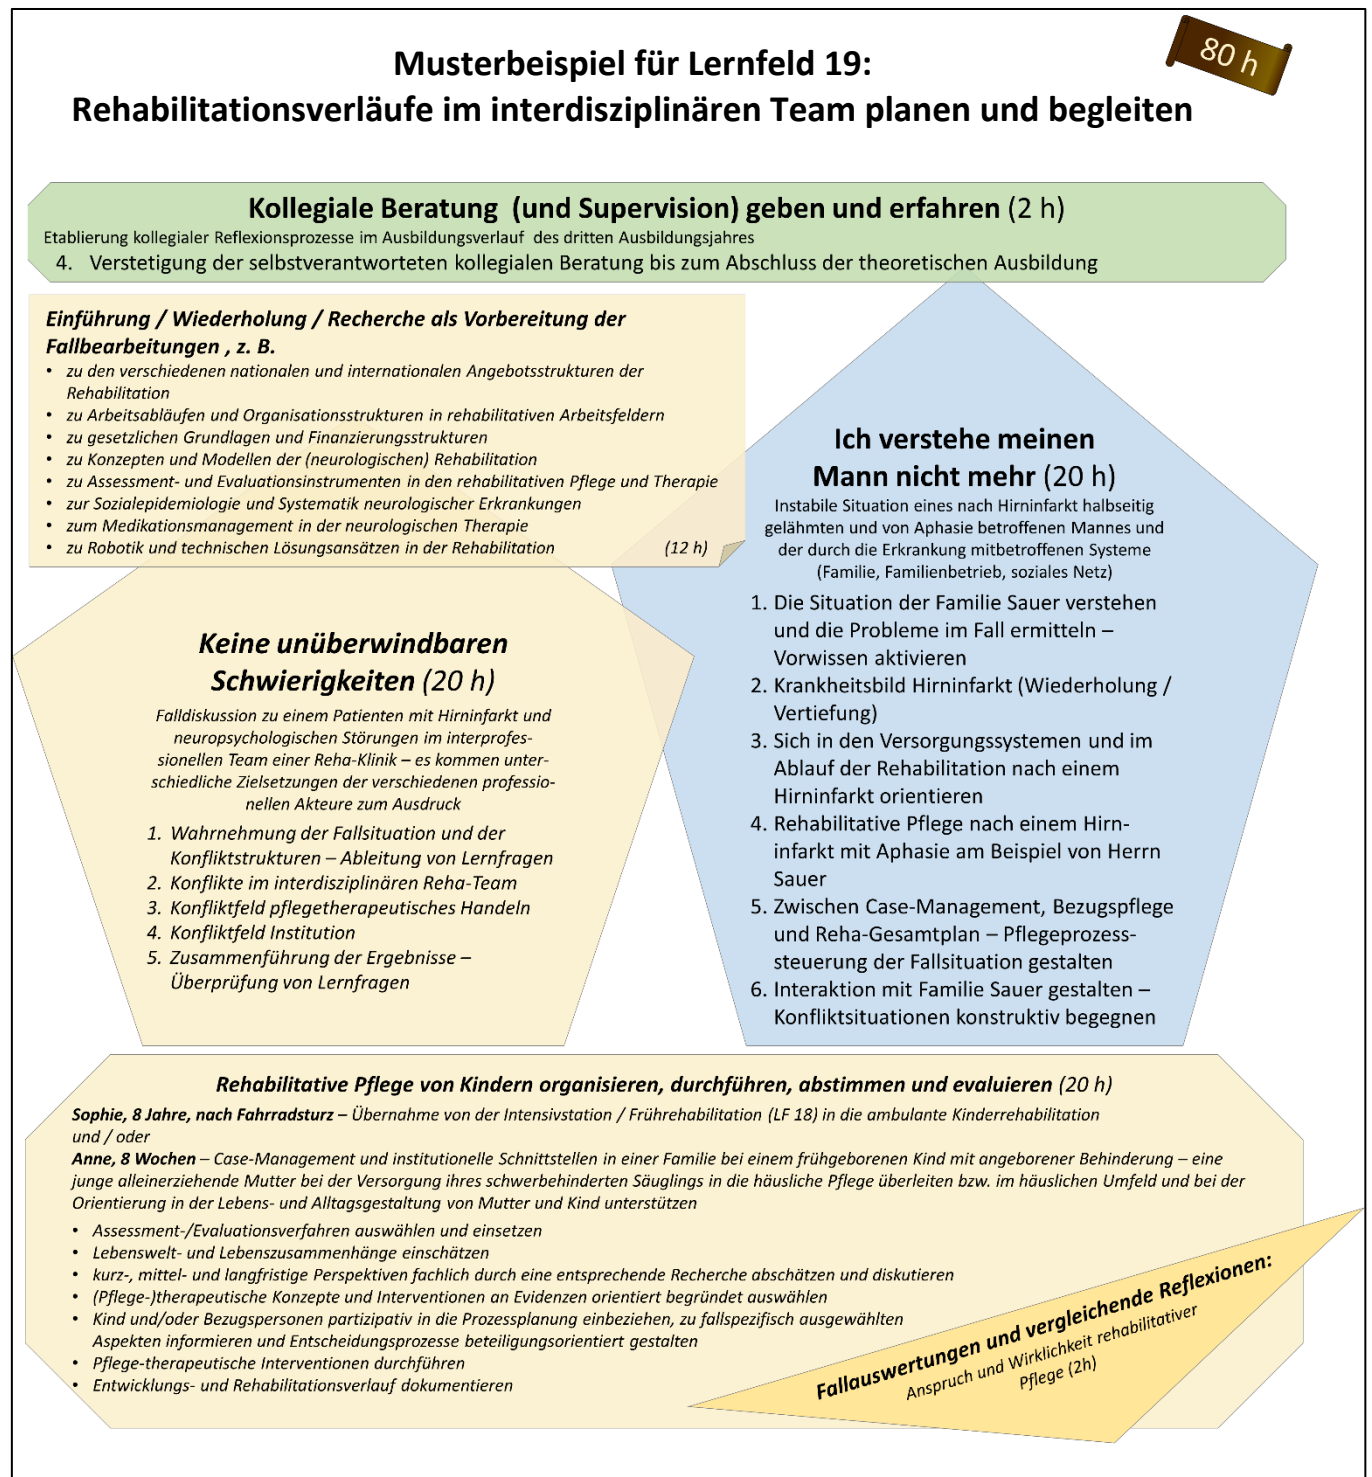 80 h
Musterbeispiel für Lernfeld 19:
Rehabilitationsverläufe im interdisziplinären Team planen und begleiten
Kollegiale Beratung (und Supervision) geben und erfahren (2 h)
Etablierung kollegialer Reflexionsprozesse im Ausbildungsverlauf des dritten Ausbildungsjahres
4. Verstetigung der selbstverantworteten kollegialen Beratung bis zum Abschluss der theoretischen Ausbildung
Einführung / Wiederholung / Recherche als Vorbereitung der
Fallbearbeitungen , z. B.
• zu den verschiedenen nationalen und internationalen Angebotsstrukturen der
Rehabilitation
• zu Arbeitsabläufen und Organisationsstrukturen in rehabilitativen Arbeitsfeldern
• zu gesetzlichen Grundlagen und Finanzierungsstrukturen
• zu Konzepten und Modellen der (neurologischen) Rehabilitation
• zu Assessment- und Evaluationsinstrumenten in den rehabilitativen Pflege und Therapie
• zur Sozialepidemiologie und Systematik neurologischer Erkrankungen
• zum Medikationsmanagement in der neurologischen Therapie
• zu Robotik und technischen Lösungsansätzen in der Rehabilitation (12 h)
Ich verstehe meinen
Mann nicht mehr (20 h)
Instabile Situation eines nach Hirninfarkt halbseitig
gelähmten und von Aphasie betroffenen Mannes und
der durch die Erkrankung mitbetroffenen Systeme
(Familie, Familienbetrieb, soziales Netz)
1. Die Situation der Familie Sauer verstehen
und die Probleme im Fall ermitteln –
Vorwissen aktivieren
2. Krankheitsbild Hirninfarkt (Wiederholung /
Vertiefung)
3. Sich in den Versorgungssystemen und im
Ablauf der Rehabilitation nach einem
Hirninfarkt orientieren
4. Rehabilitative Pflege nach einem Hirn-
infarkt mit Aphasie am Beispiel von Herrn
Sauer
5. Zwischen Case-Management, Bezugspflege
und Reha-Gesamtplan – Pflegeprozess-
steuerung der Fallsituation gestalten
6. Interaktion mit Familie Sauer gestalten –
Konfliktsituationen konstruktiv begegnen
Keine unüberwindbaren
Schwierigkeiten (20 h)
Falldiskussion zu einem Patienten mit Hirninfarkt und
neuropsychologischen Störungen im interprofes-
sionellen Team einer Reha-Klinik – es kommen unter-
schiedliche Zielsetzungen der verschiedenen professio-
nellen Akteure zum Ausdruck
1. Wahrnehmung der Fallsituation und der
Konfliktstrukturen – Ableitung von Lernfragen
2. Konflikte im interdisziplinären Reha-Team
3. Konfliktfeld pflegetherapeutisches Handeln
4. Konfliktfeld Institution
5. Zusammenführung der Ergebnisse –
Überprüfung von Lernfragen
Rehabilitative Pflege von Kindern organisieren, durchführen, abstimmen und evaluieren (20 h)
Sophie, 8 Jahre, nach Fahrradsturz – Übernahme von der Intensivstation / Frührehabilitation (LF 18) in die ambulante Kinderrehabilitation
und / oder
Anne, 8 Wochen – Case-Management und institutionelle Schnittstellen in einer Familie bei einem frühgeborenen Kind mit angeborener Behinderung – eine
junge alleinerziehende Mutter bei der Versorgung ihres schwerbehinderten Säuglings in die häusliche Pflege überleiten bzw. im häuslichen Umfeld und bei der
Orientierung in der Lebens- und Alltagsgestaltung von Mutter und Kind unterstützen
• Assessment-/Evaluationsverfahren auswählen und einsetzen
• Lebenswelt- und Lebenszusammenhänge einschätzen
• kurz-, mittel- und langfristige Perspektiven fachlich durch eine entsprechende Recherche abschätzen und diskutieren
• (Pflege-)therapeutische Konzepte und Interventionen an Evidenzen orientiert begründet auswählen
• Kind und/oder Bezugspersonen partizipativ in die Prozessplanung einbeziehen, zu fallspezifisch ausgewählten
Aspekten informieren und Entscheidungsprozesse beteiligungsorientiert gestalten
• Pflege-therapeutische Interventionen durchführen
• Entwicklungs- und Rehabilitationsverlauf dokumentieren
Fallauswertungen und vergleichende Reflexionen:
Anspruch und Wirklichkeit rehabilitativer
Pflege (2h)